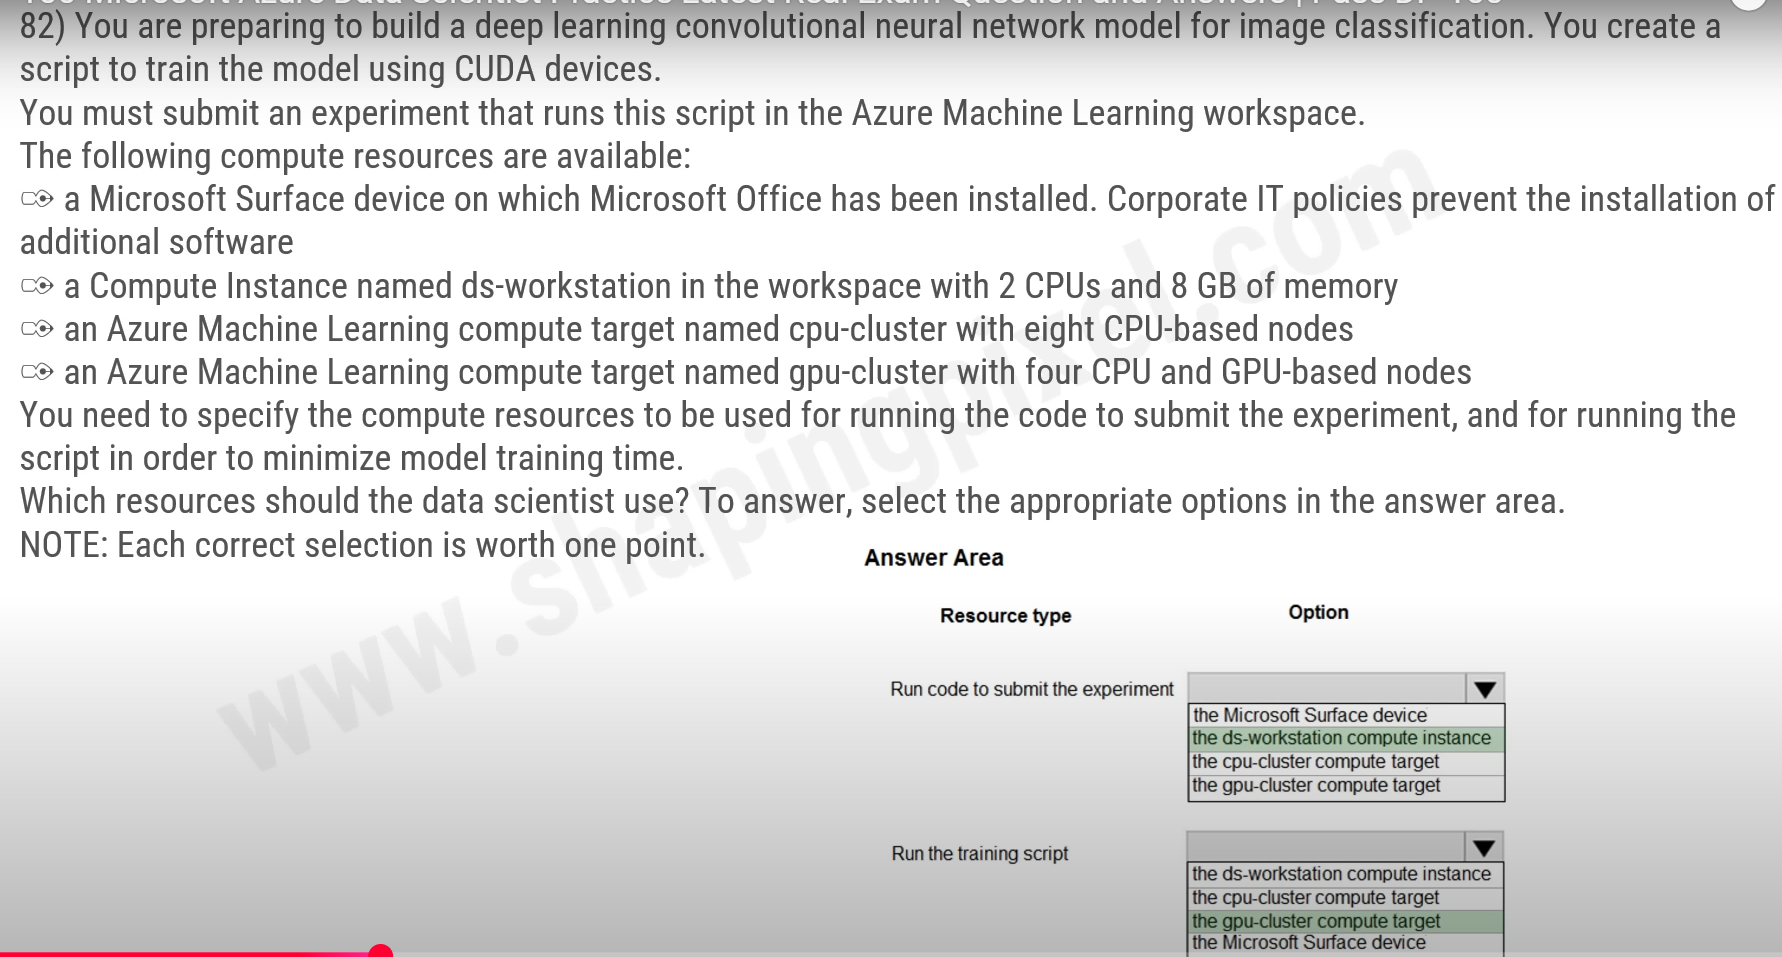 82) You are preparing to build a deep learning convolutional neural network model for image classification. You create a
script to train the model using CUDA devices.
You must submit an experiment that runs this script in the Azure Machine Learning workspace.
The following compute resources are available:
a Microsoft Surface device on which Microsoft Office has been installed. Corporate IT policies prevent the installation of
additional software
a Compute Instance named ds-workstation in the workspace with 2 CPUs and 8 GB of memory
an Azure Machine Learning compute target named cpu-cluster with eight CPU-based nodes
an Azure Machine Learning compute target named gpu-cluster with four CPU and GPU-based nodes
You need to specify the compute resources to be used for running the code to submit the experiment, and for running the
script in order to minimize model training time.
Which resources should the data scientist use? To answer, select the appropriate options in the answer area.
NOTE: Each correct selection is worth one point.
www.shapingpixel.com
Answer Area
Resource type Option
Run code to submit the experiment
the Microsoft Surface device
the ds-workstation compute instance
the cpu-cluster compute target
the gpu-cluster compute target
Run the training script
the ds-workstation compute instance
the cpu-cluster compute target
the gpu-cluster compute target
the Microsoft Surface device